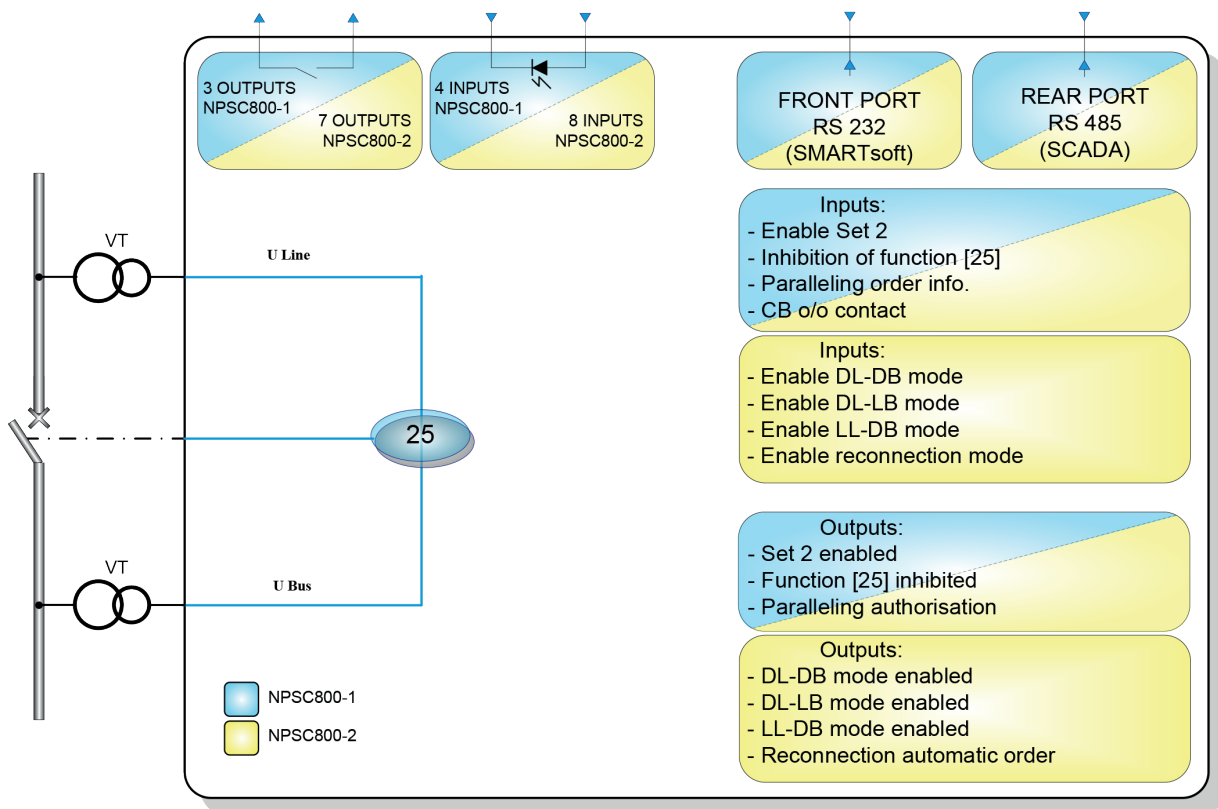 3 OUTPUTS
NPSC800-1
7 OUTPUTS
NPSC800-2
4 INPUTS
NPSC800-1
8 INPUTS
NPSC800-2
FRONT PORT
RS 232
(SMARTsoft)
REAR PORT
RS 485
(SCADA)
VT
U Line
Inputs:
- Enable Set 2
- Inhibition of function [25]
- Paralleling order info.
- CB o/o contact
Inputs:
- Enable DL-DB mode
- Enable DL-LB mode
- Enable LL-DB mode
- Enable reconnection mode
25
Outputs:
- Set 2 enabled
- Function [25] inhibited
- Paralleling authorisation
VT
U Bus
Outputs:
- DL-DB mode enabled
- DL-LB mode enabled
- LL-DB mode enabled
- Reconnection automatic order
NPSC800-1
NPSC800-2